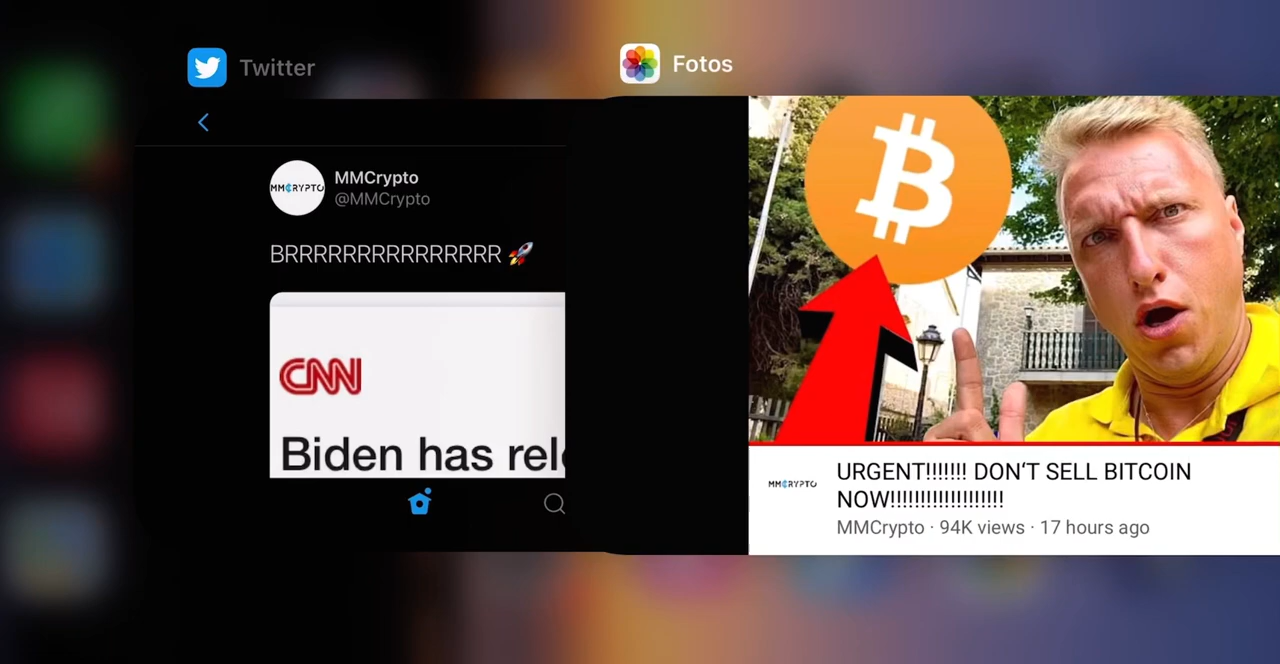 Twitter
Fotos
MMCRYPTO
MMCrypto
@MMCrypto
BRRRRRRRRRRRRRRR 🚀
CNN
Biden has rel
URGENT!!!!!!! DON‘T SELL BITCOIN
NOW!!!!!!!!!!!!!!!!!!!!
MMCRYPTO
MMCrypto · 94K views · 17 hours ago